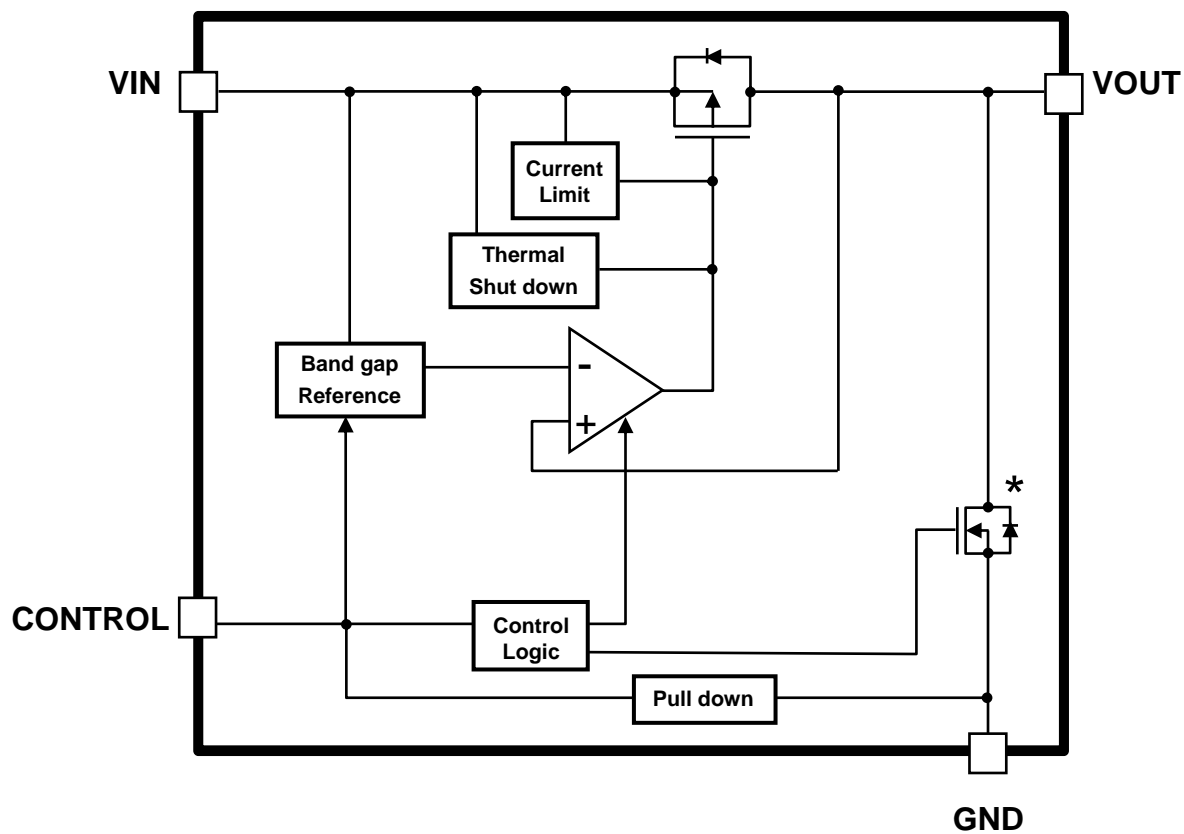 VIN
VOUT
Current
Limit
Thermal
Shut down
Band gap
Reference
-
+
*
CONTROL
Control
Logic
Pull down
GND